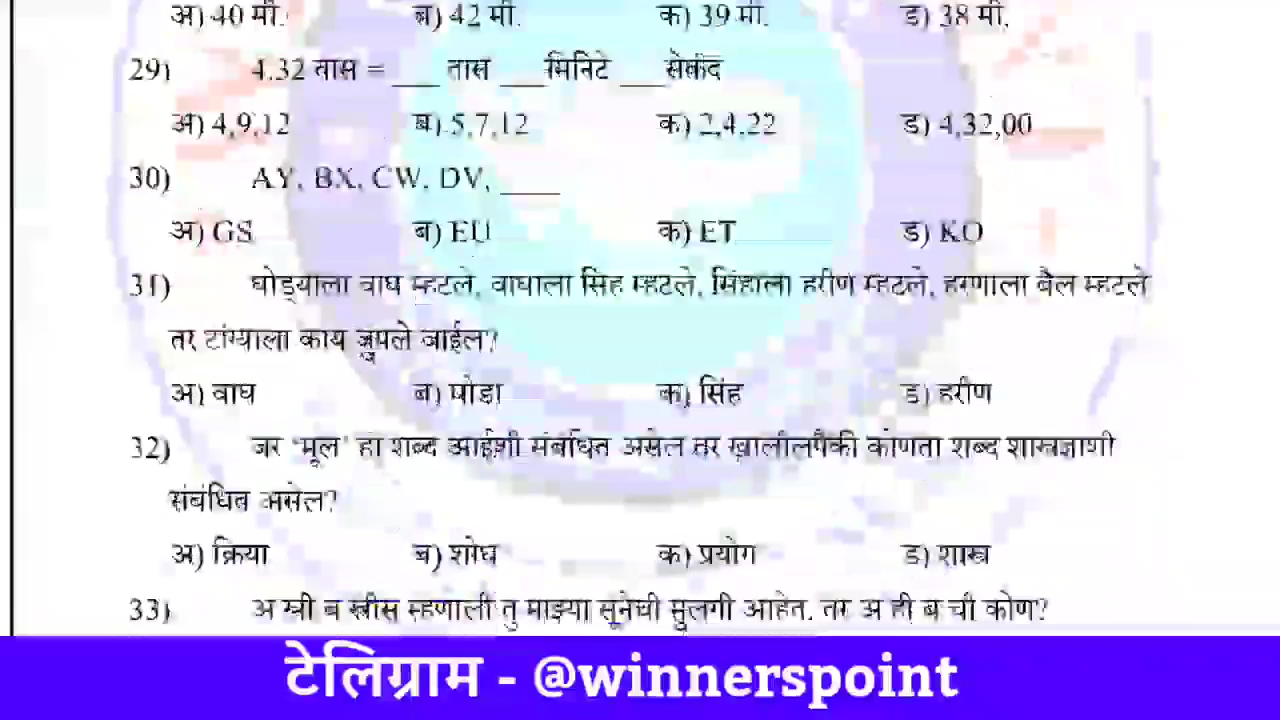 अ) 40 मी. ब) 42 मी. क) 39 मी. ड) 38 मी.
29) 4.32 तास = ___ तास ___मिनिटे ___सेकंद
अ) 4,9,12 ब) 5,7,12 क) 2,4,22 ड) 4,32,00
30) AY, BX, CW, DV, ____
अ) GS ब) EU क) ET ड) KO
31) घोड्याला वाघ म्हटले, वाघाला सिंह म्हटले, सिंहाला हरीण म्हटले, हरणाला बैल म्हटले
तर टांग्याला काय जुंपले जाईल?
अ) वाघ ब) घोडा क) सिंह ड) हरीण
32) जर 'मूल' हा शब्द आईशी संबंधित असेल तर खालीलपैकी कोणता शब्द शास्त्रज्ञाशी
संबंधित असेल?
अ) क्रिया ब) शोध क) प्रयोग ड) शास्त्र
33) अ स्त्री ब स्त्रीस म्हणाली तु माझ्या सूनेची मुलगी आहेत. तर अ ही ब ची कोण?
टेलिग्राम - @winnerspoint